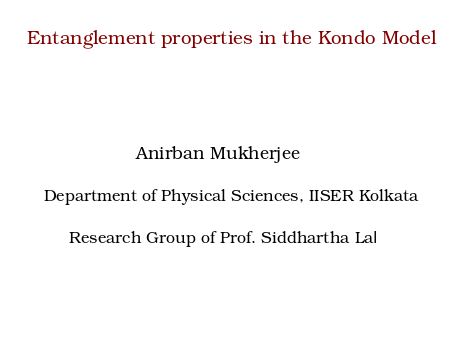 Entanglement properties in the Kondo Model
Anirban Mukherjee
Department of Physical Sciences, IISER Kolkata
Research Group of Prof. Siddhartha Lal